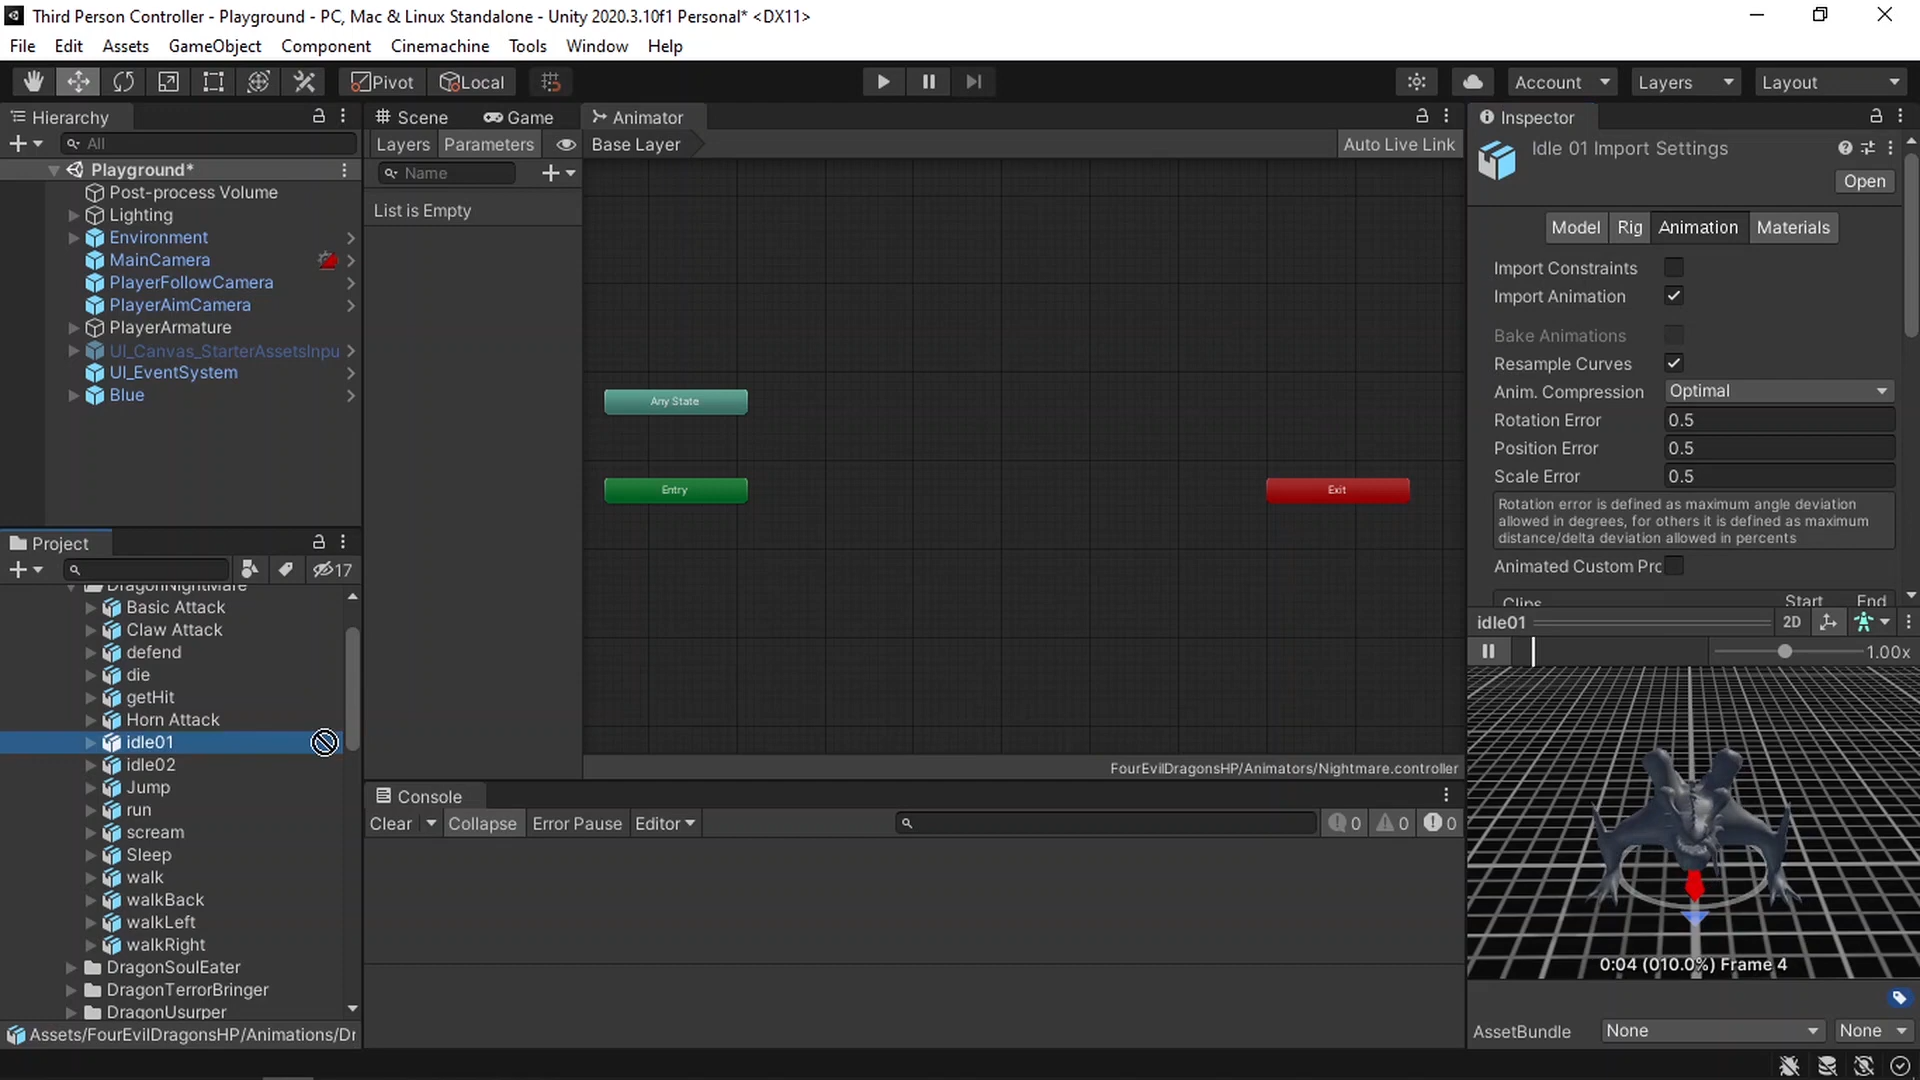 Third Person Controller - Playground - PC, Mac & Linux Standalone - Unity 2020.3.10f1 Personal* <DX11>
File Edit Assets GameObject Component Cinemachine Tools Window Help
Pivot Local Account Layers Layout
Hierarchy
All
Playground*
Post-process Volume
Lighting
Environment
MainCamera
PlayerFollowCamera
PlayerAimCamera
PlayerArmature
UI_Canvas_StarterAssetsInpu
UI_EventSystem
Blue
Project
17
DragonNightMare
Basic Attack
Claw Attack
defend
die
getHit
Horn Attack
idle01
idle02
Jump
run
scream
Sleep
walk
walkBack
walkLeft
walkRight
DragonSoulEater
DragonTerrorBringer
DragonUsurper
Assets/FourEvilDragonsHP/Animations/Dr
Scene Game Animator
Layers Parameters Base Layer Auto Live Link
Name
List is Empty
Any State
Entry
Exit
FourEvilDragonsHP/Animators/Nightmare.controller
Console
Clear Collapse Error Pause Editor 0 0 0
Inspector
Idle 01 Import Settings
Open
Model Rig Animation Materials
Import Constraints
Import Animation
Bake Animations
Resample Curves
Anim. Compression Optimal
Rotation Error 0.5
Position Error 0.5
Scale Error 0.5
Rotation error is defined as maximum angle deviation
allowed in degrees, for others it is defined as maximum
distance/delta deviation allowed in percents
Animated Custom Prc
Clips Start End
idle01 2D
1.00x
0:04 (010.0%) Frame 4
AssetBundle None None